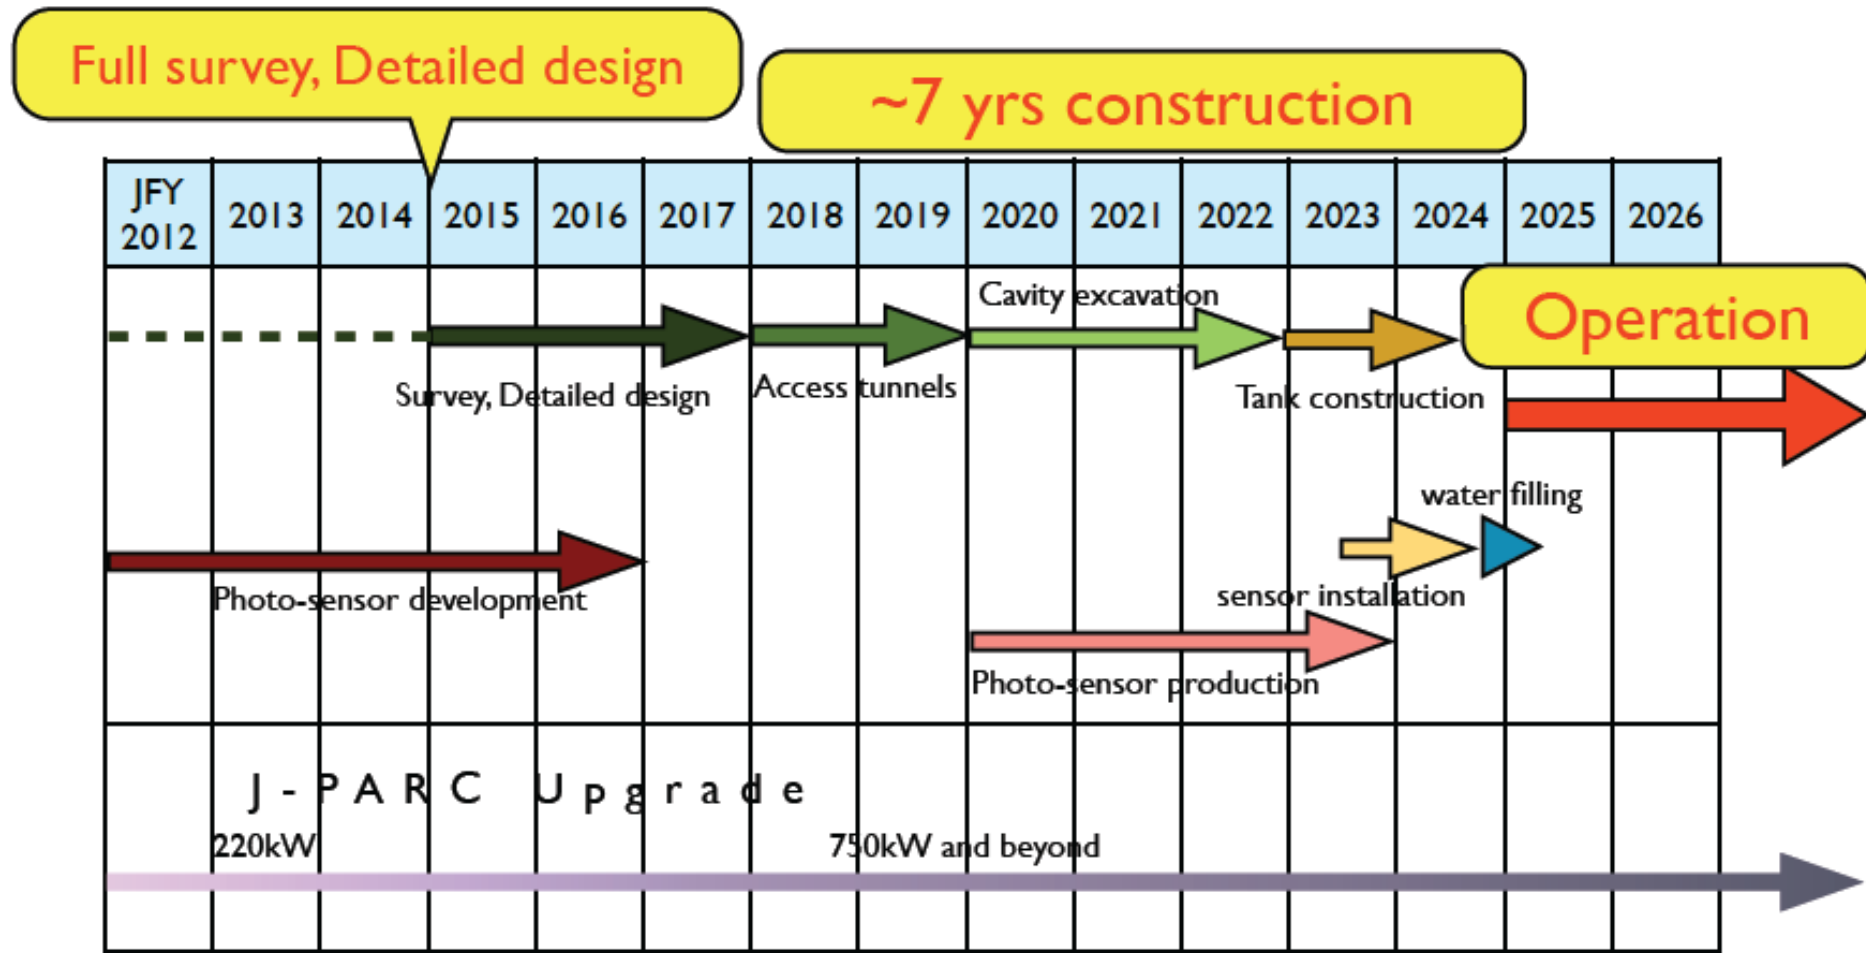 Full survey, Detailed design
~7 yrs construction
JFY
2012
2013
2014
2015
2016
2017
2018
2019
2020
2021
2022
2023
2024
2025
2026
Cavity excavation
Operation
Survey, Detailed design
Access tunnels
Tank construction
water filling
Photo-sensor development
sensor installation
Photo-sensor production
J-PARC Upgrade
220kW
750kW and beyond